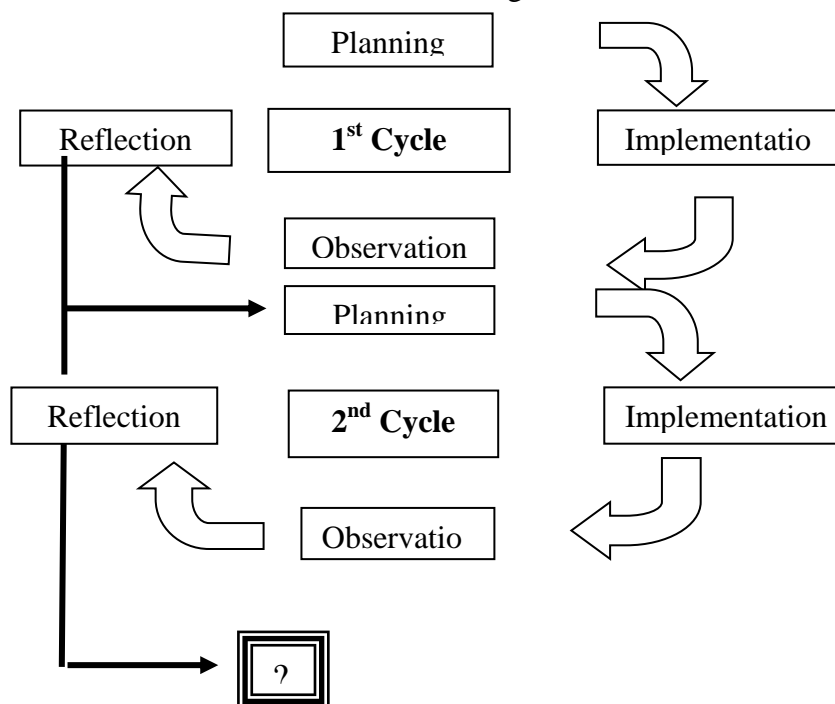 Planning
Reflection
1st Cycle
Implementatio
Observation
Planning
Reflection
2nd Cycle
Implementation
Observatio
?